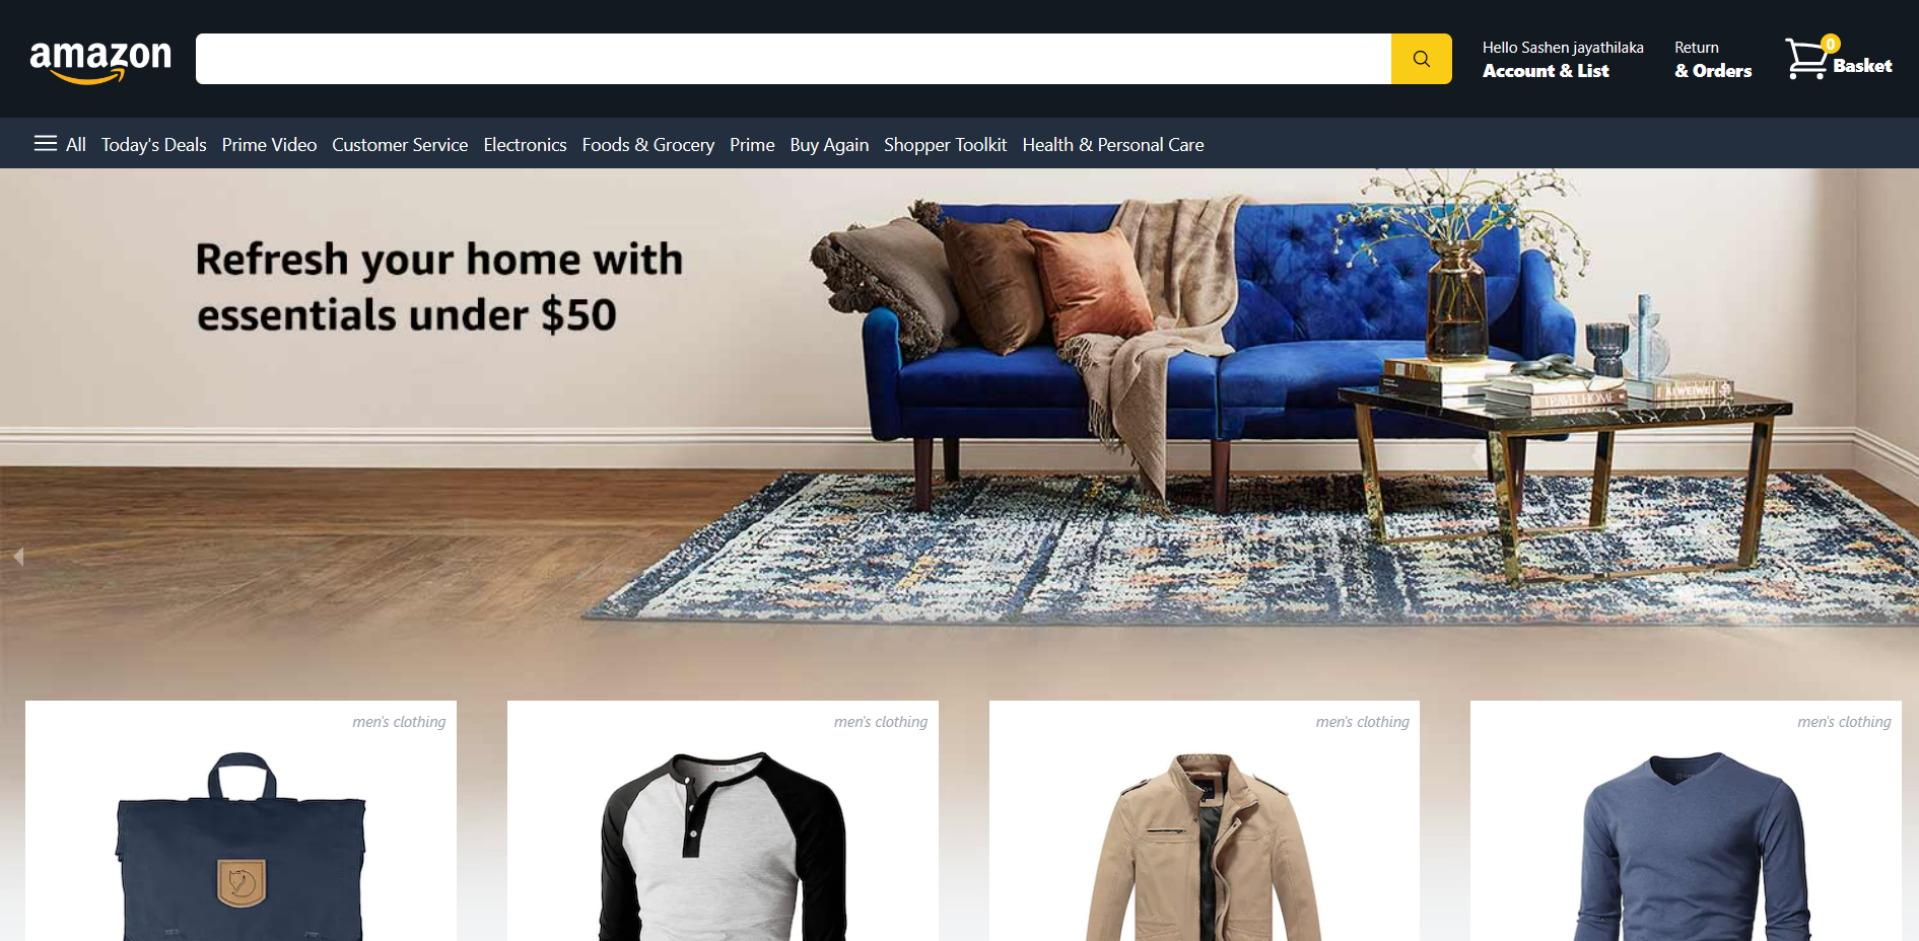 amazon
Hello Sashen jayathilaka
Account & List
Return
& Orders
0
Basket
All Today's Deals Prime Video Customer Service Electronics Foods & Grocery Prime Buy Again Shopper Toolkit Health & Personal Care
Refresh your home with
essentials under $50
TRAVEL HOME
men's clothing
men's clothing
men's clothing
men's clothing